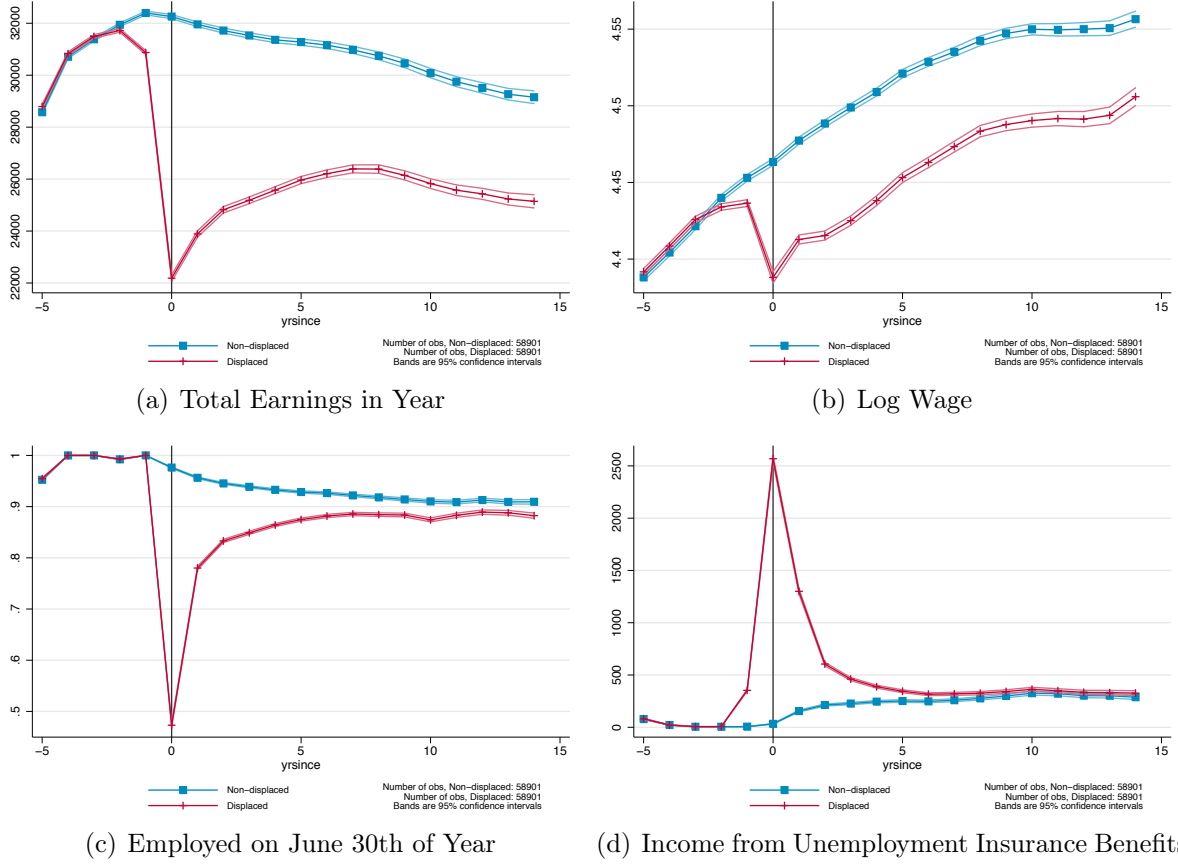 32000
30000
28000
26000
24000
22000
−5 0 5 10 15
yrsince
Non−displaced
Displaced
Number of obs, Non−displaced: 58901
Number of obs, Displaced: 58901
Bands are 95% confidence intervals
(a) Total Earnings in Year
4.55
4.5
4.45
4.4
−5 0 5 10 15
yrsince
Non−displaced
Displaced
Number of obs, Non−displaced: 58901
Number of obs, Displaced: 58901
Bands are 95% confidence intervals
(b) Log Wage
1
.9
.8
.7
.6
.5
−5 0 5 10 15
yrsince
Non−displaced
Displaced
Number of obs, Non−displaced: 58901
Number of obs, Displaced: 58901
Bands are 95% confidence intervals
(c) Employed on June 30th of Year
2500
2000
1500
1000
500
0
−5 0 5 10 15
yrsince
Non−displaced
Displaced
Number of obs, Non−displaced: 58901
Number of obs, Displaced: 58901
Bands are 95% confidence intervals
(d) Income from Unemployment Insurance Benefits